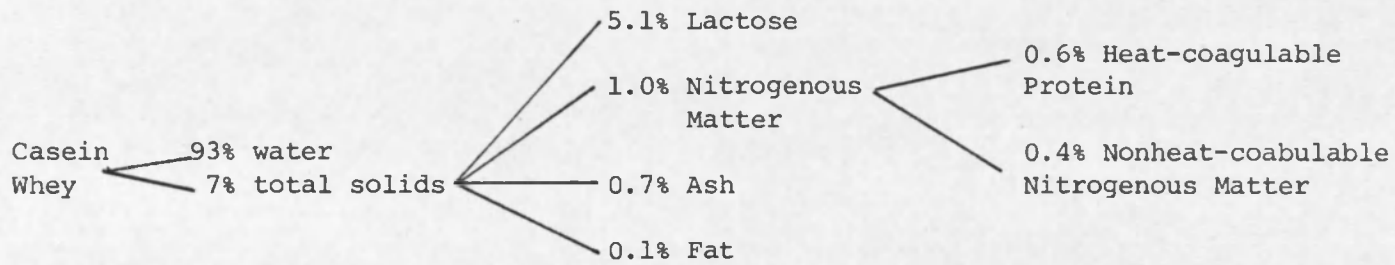 5.1% Lactose
1.0% Nitrogenous
Matter
0.6% Heat-coagulable
Protein
Casein
Whey
93% water
7% total solids
0.4% Nonheat-coabulable
Nitrogenous Matter
0.7% Ash
0.1% Fat